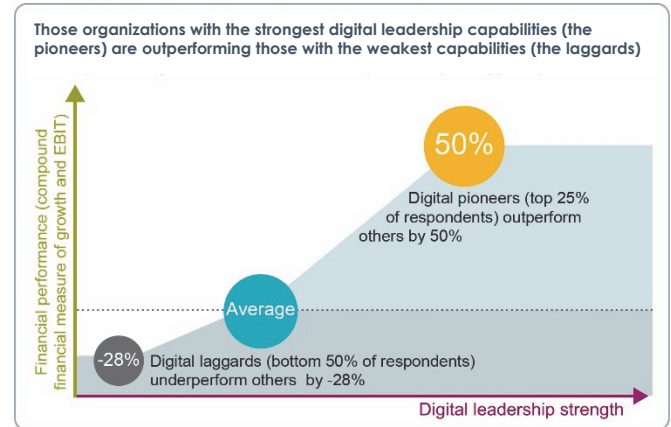 Those organizations with the strongest digital leadership capabilities (the
pioneers) are outperforming those with the weakest capabilities (the laggards)
Financial performance (compound
financial measure of growth and EBIT)
50%
Digital pioneers (top 25%
of respondents) outperform
others by 50%
Average
-28%
Digital laggards (bottom 50% of respondents)
underperform others by -28%
Digital leadership strength